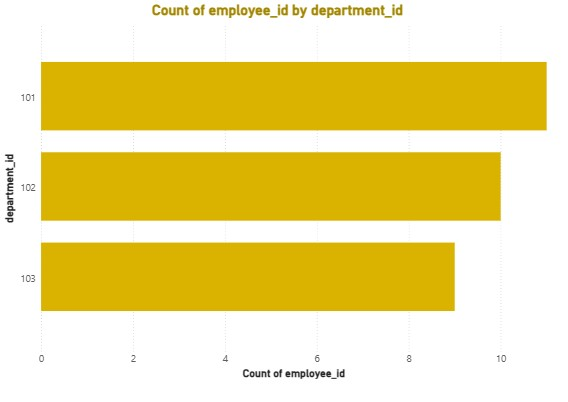 Count of employee_id by department_id
department_id
101
102
103
0 2 4 6 8 10
Count of employee_id